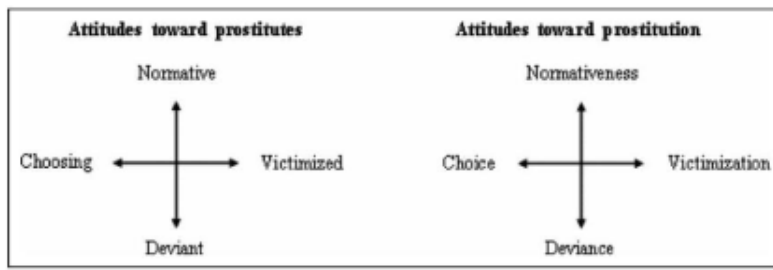 Attitudes toward prostitutes
Normative
Choosing
Victimized
Deviant
Attitudes toward prostitution
Normativeness
Choice
Victimization
Deviance